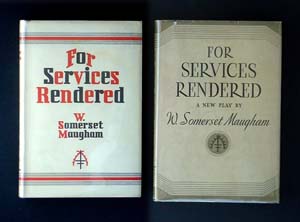 For
Services
Rendered
W.
Somerset
Maugham
FOR
SERVICES
RENDERED
A NEW PLAY BY
W. Somerset Maugham